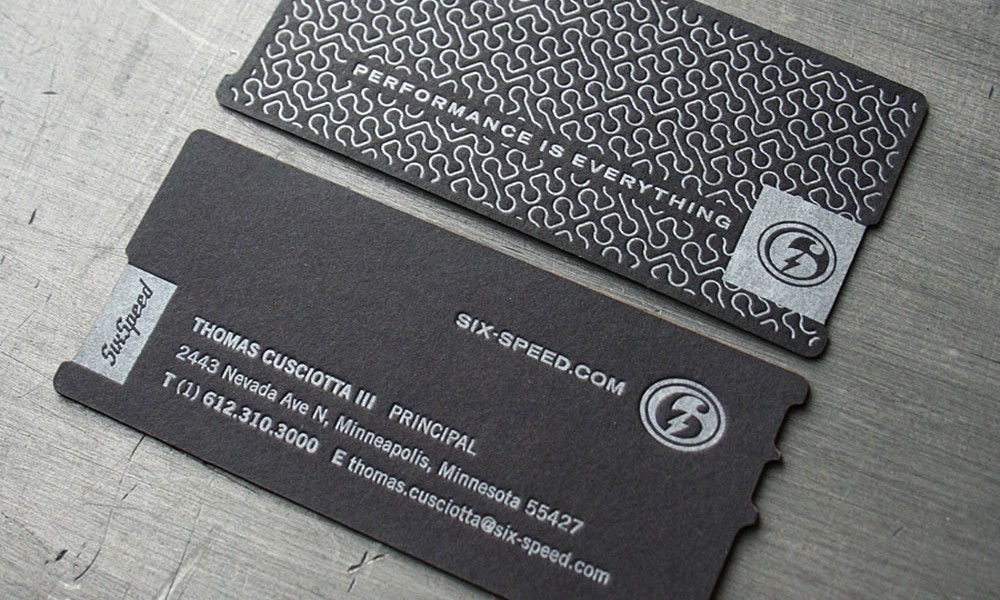 PERFORMANCE IS EVERYTHING
SixSpeed
SIX-SPEED.COM
THOMAS CUSCIOTTA III PRINCIPAL
2443 Nevada Ave N, Minneapolis, Minnesota 55427
T (1) 612.310.3000 E thomas.cusciotta@six-speed.com